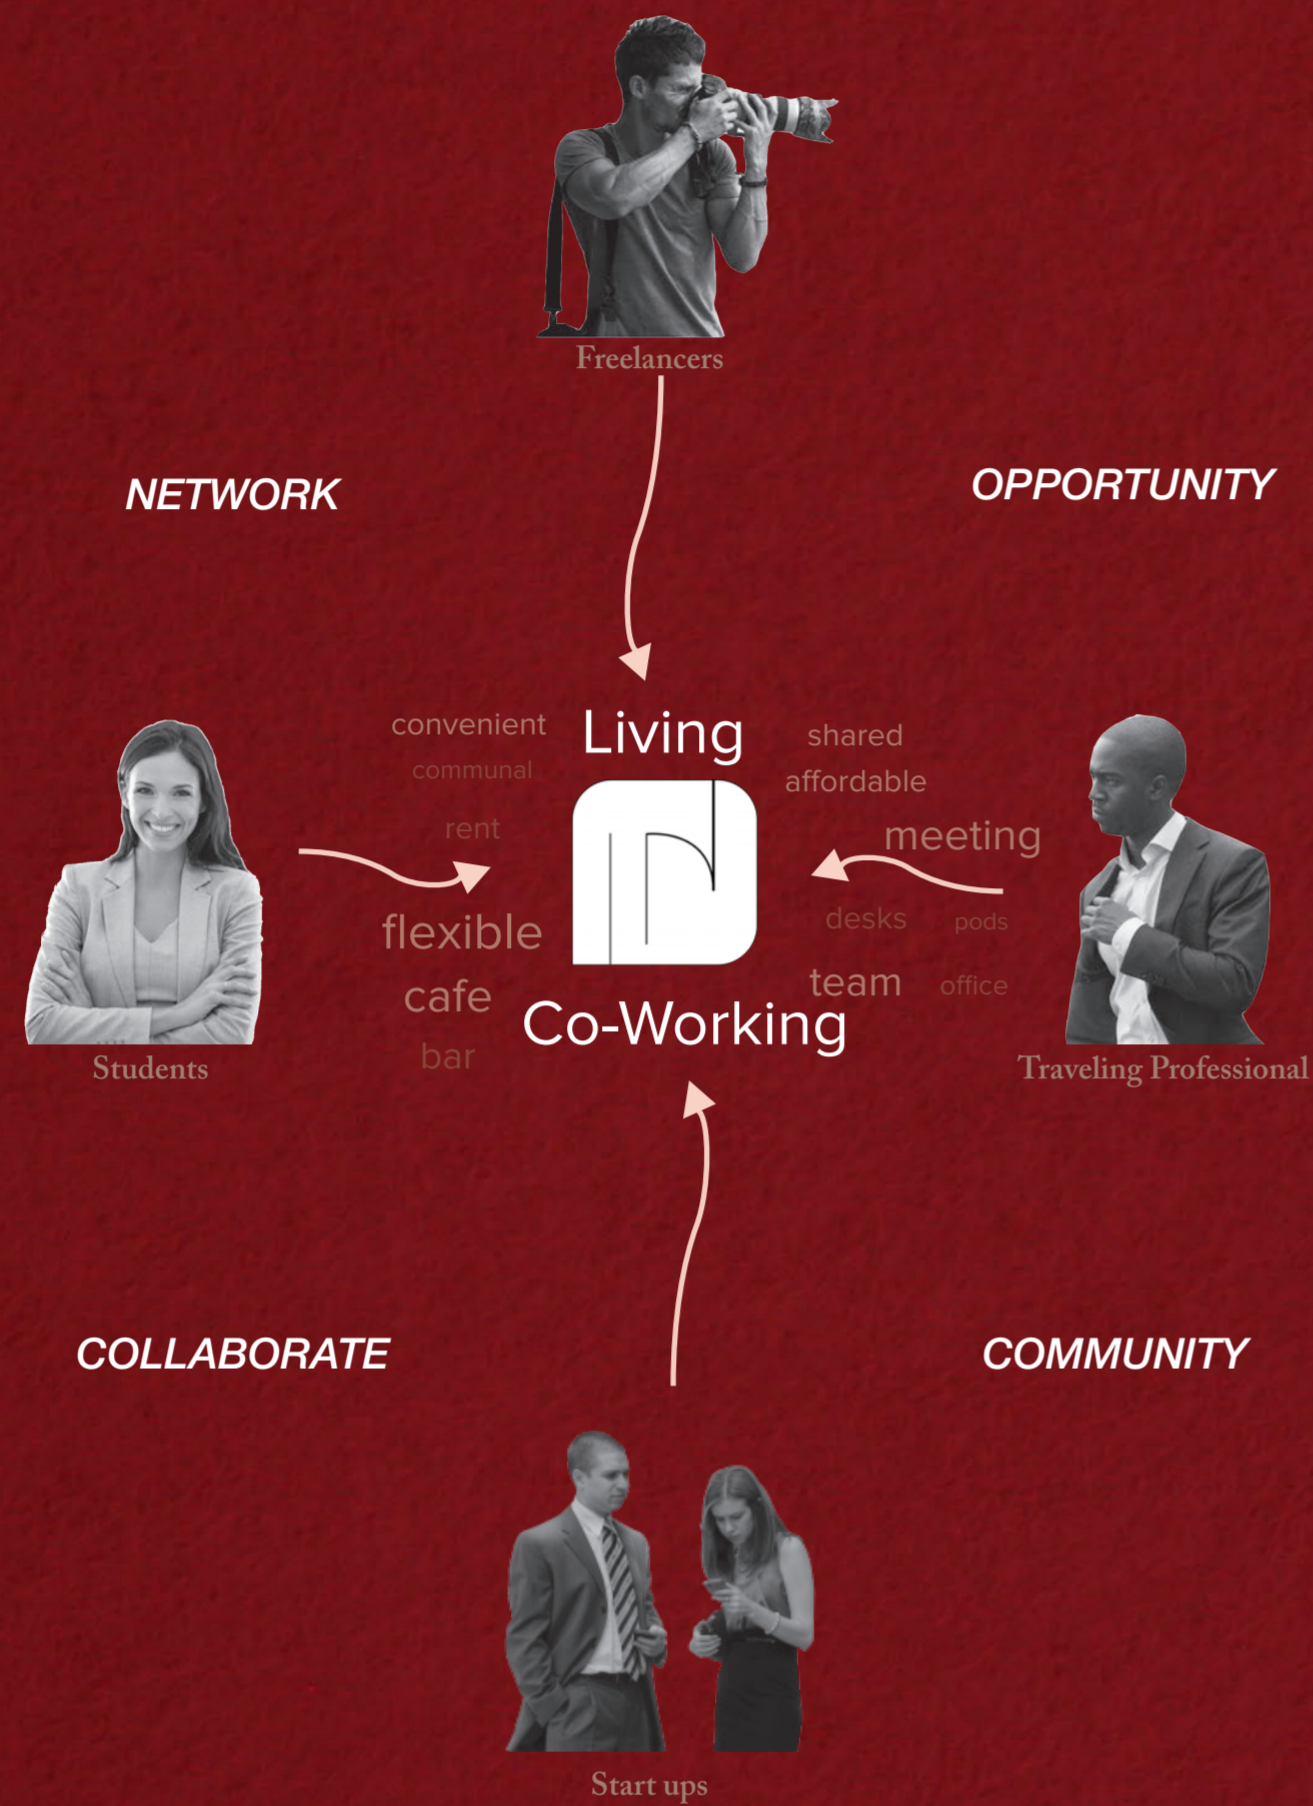 Freelancers
NETWORK
OPPORTUNITY
convenient
Living
shared
communal
affordable
rent
meeting
flexible
desks
pods
cafe
team
office
Co-Working
bar
Students
Traveling Professional
COLLABORATE
COMMUNITY
Start ups